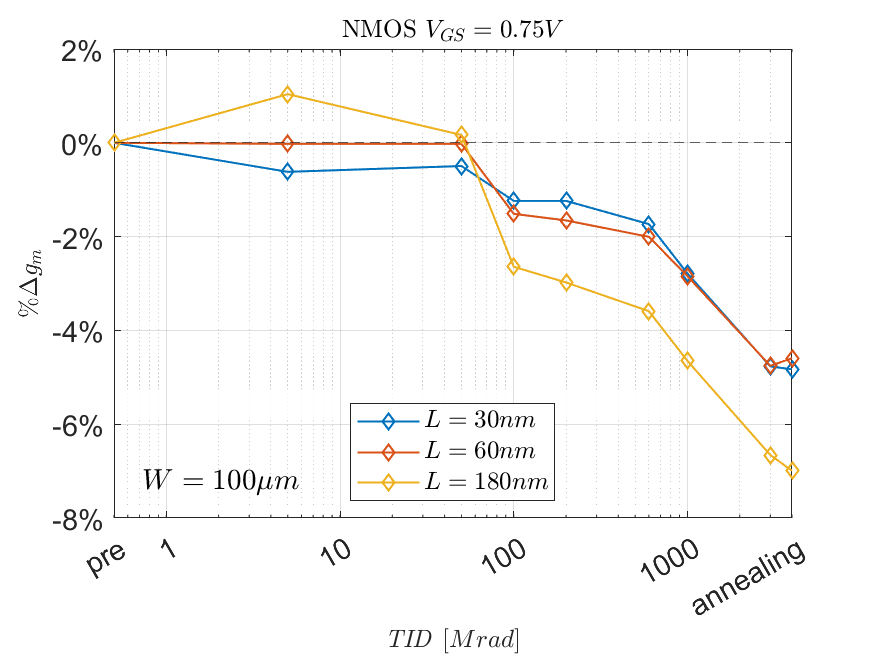 NMOS V_GS = 0.75V
2%
0%
-2%
-4%
-6%
-8%
%Δg_m
L = 30nm
L = 60nm
L = 180nm
W = 100μm
pre 1 10 100 1000 annealing
TID [Mrad]